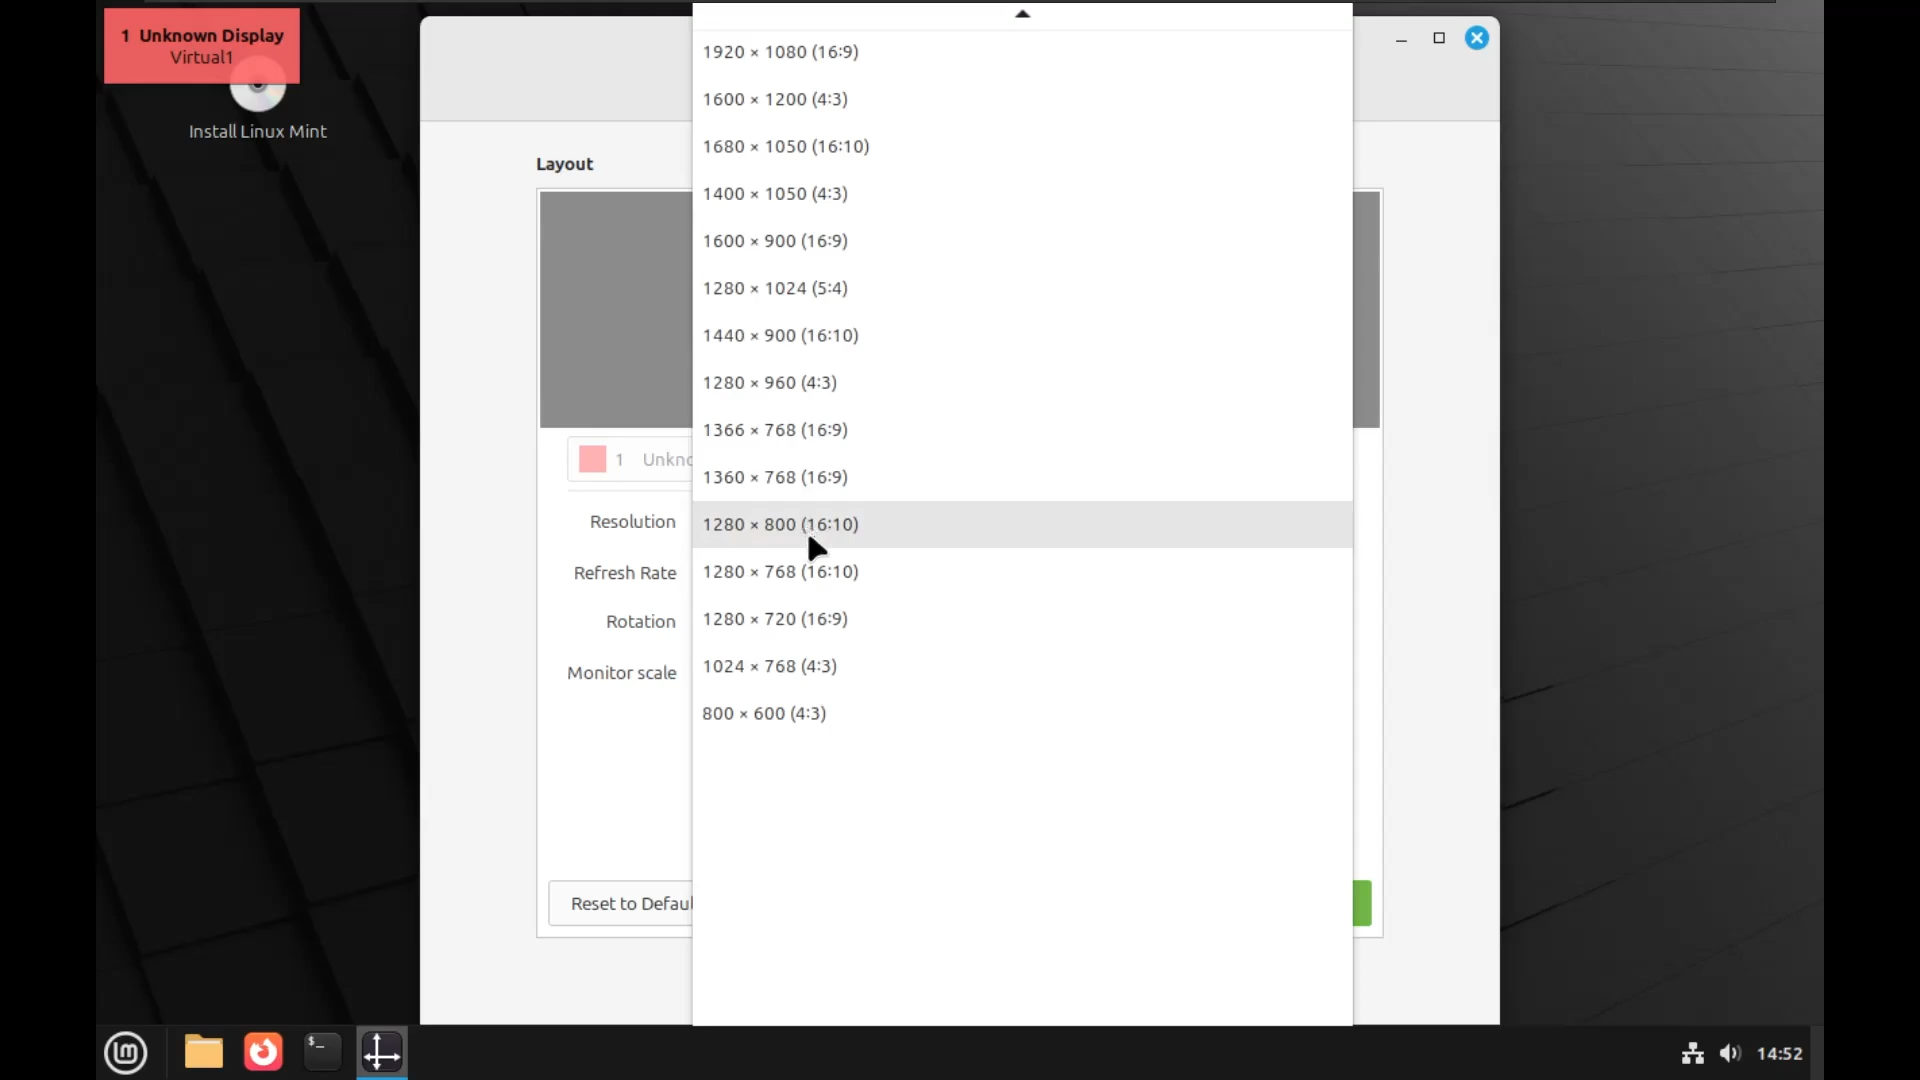 1 Unknown Display
Virtual1
Install Linux Mint
Layout
1920 × 1080 (16:9)
1600 × 1200 (4:3)
1680 × 1050 (16:10)
1400 × 1050 (4:3)
1600 × 900 (16:9)
1280 × 1024 (5:4)
1440 × 900 (16:10)
1280 × 960 (4:3)
1366 × 768 (16:9)
1360 × 768 (16:9)
1280 × 800 (16:10)
1280 × 768 (16:10)
1280 × 720 (16:9)
1024 × 768 (4:3)
800 × 600 (4:3)
1 Unkno
Resolution
Refresh Rate
Rotation
Monitor scale
Reset to Defaul
$_
14:52